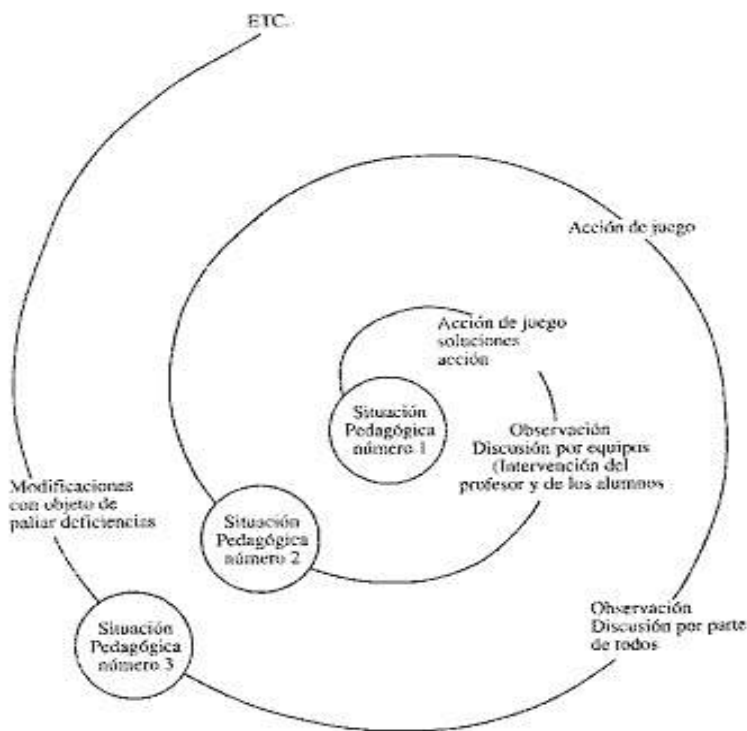 ETC.
Acción de juego
Acción de juego
soluciones
acción
Situación
Pedagógica
número 1
Observación
Discusión por equipos
(Intervención del
profesor y de los alumnos
Modificaciones
con objeto de
paliar deficiencias
Situación
Pedagógica
número 2
Observación
Discusión por parte
de todos
Situación
Pedagógica
número 3